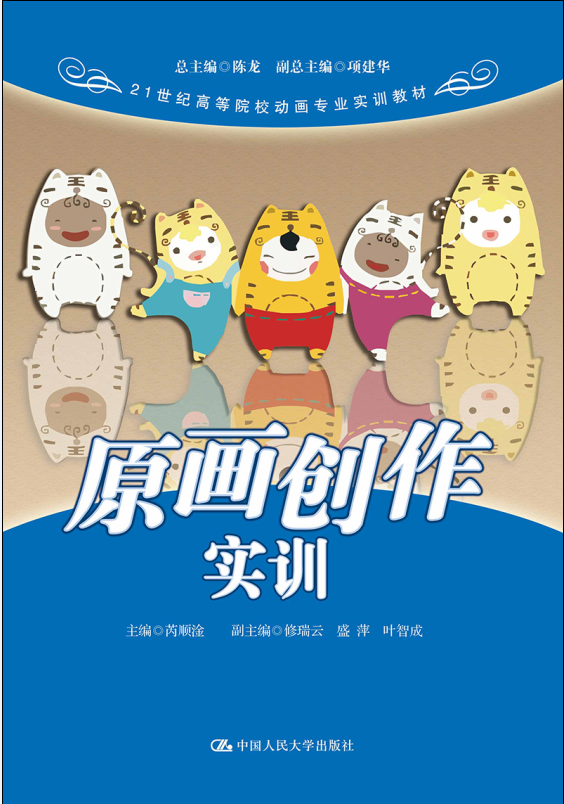 总主编◎陈龙 副总主编◎项建华
21世纪高等院校动画专业实训教材
原画创作
实训
主编◎芮顺淦 副主编◎修瑞云 盛 萍 叶智成
中国人民大学出版社